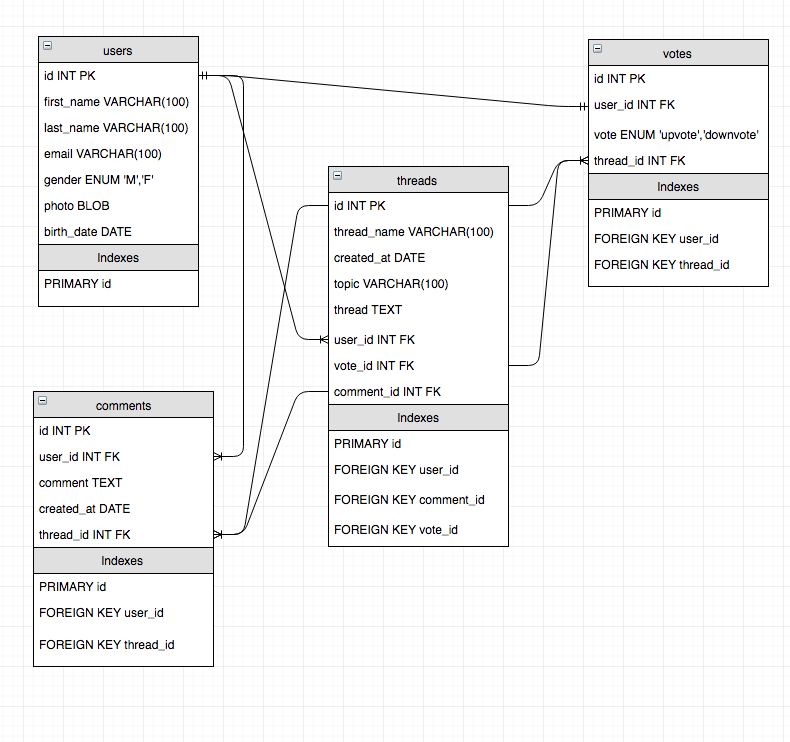 users
id INT PK
first_name VARCHAR(100)
last_name VARCHAR(100)
email VARCHAR(100)
gender ENUM 'M','F'
photo BLOB
birth_date DATE
Indexes
PRIMARY id
votes
id INT PK
user_id INT FK
vote ENUM 'upvote','downvote'
thread_id INT FK
Indexes
PRIMARY id
FOREIGN KEY user_id
FOREIGN KEY thread_id
threads
id INT PK
thread_name VARCHAR(100)
created_at DATE
topic VARCHAR(100)
thread TEXT
user_id INT FK
vote_id INT FK
comment_id INT FK
Indexes
PRIMARY id
FOREIGN KEY user_id
FOREIGN KEY comment_id
FOREIGN KEY vote_id
comments
id INT PK
user_id INT FK
comment TEXT
created_at DATE
thread_id INT FK
Indexes
PRIMARY id
FOREIGN KEY user_id
FOREIGN KEY thread_id